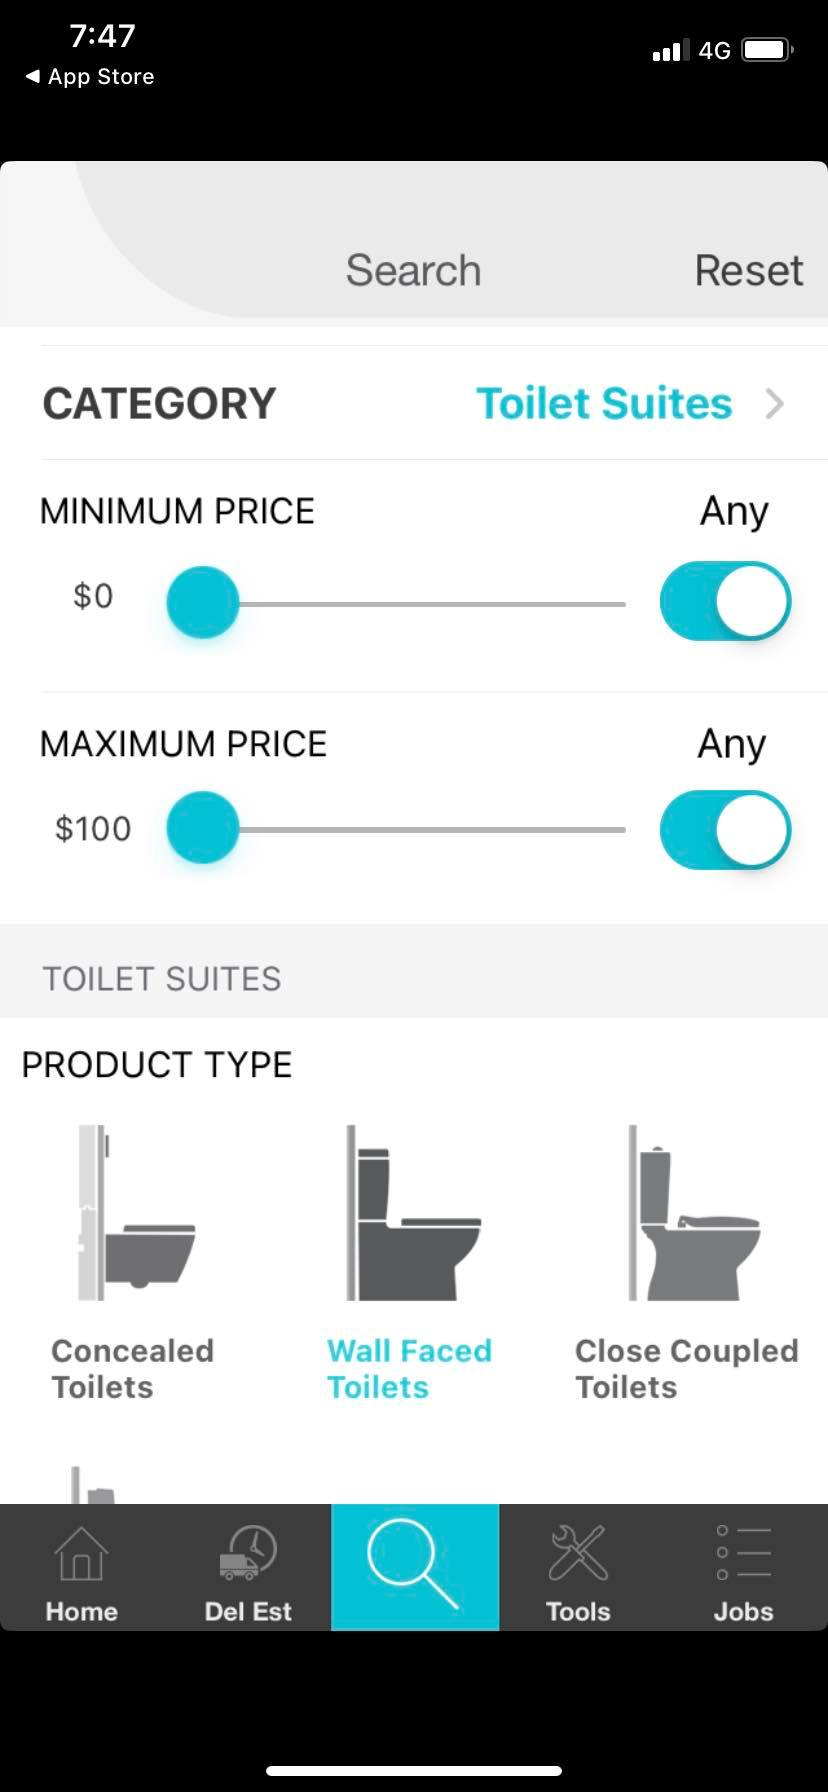 7:47
4G
◀ App Store
Search
Reset
CATEGORY
Toilet Suites
MINIMUM PRICE
Any
$0
MAXIMUM PRICE
Any
$100
TOILET SUITES
PRODUCT TYPE
Concealed
Toilets
Wall Faced
Toilets
Close Coupled
Toilets
Home
Del Est
Tools
Jobs